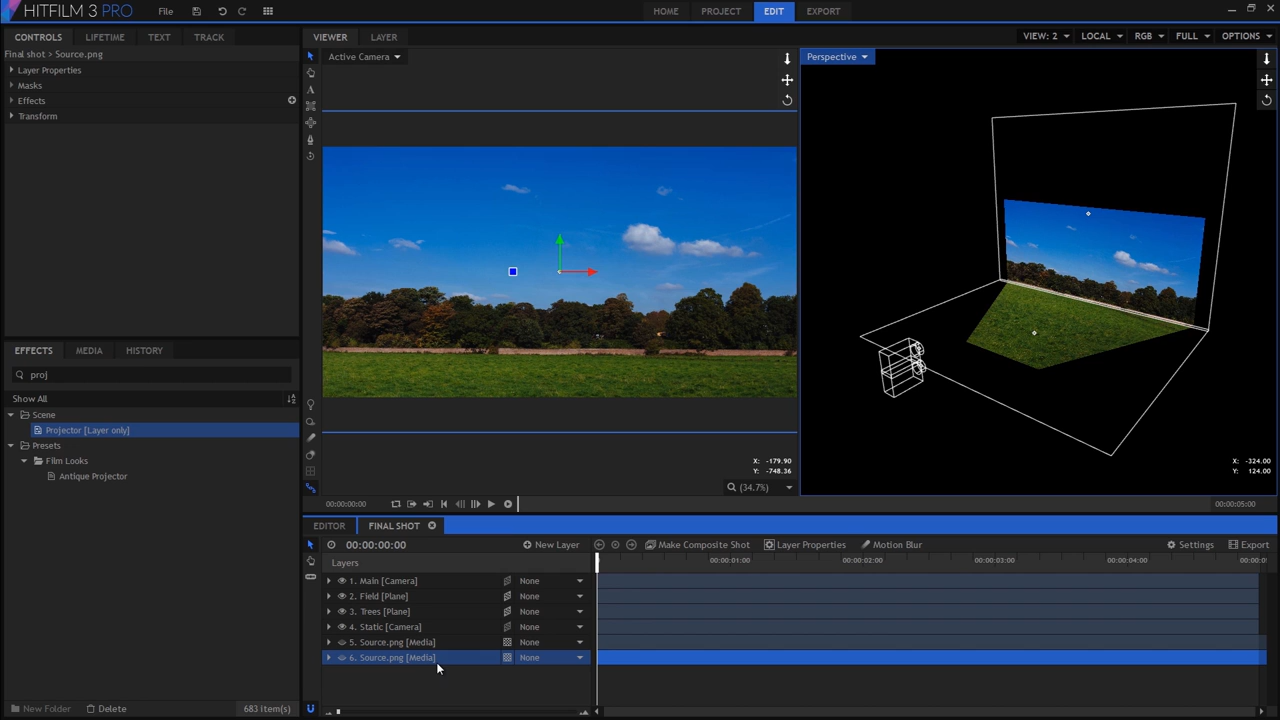 HITFILM 3 PRO File HOME PROJECT EDIT EXPORT
CONTROLS LIFETIME TEXT TRACK VIEWER LAYER VIEW: 2 LOCAL RGB FULL OPTIONS
Final shot > Source.png Active Camera Perspective
Layer Properties
Masks
Effects
Transform
EFFECTS MEDIA HISTORY
proj
Show All
Scene
Projector [Layer only]
Presets
Film Looks
Antique Projector
X: -179.90 X: -324.00
Y: -748.36 Y: 124.00
(34.7%)
00:00:00:00 00:00:05:00
EDITOR FINAL SHOT
00:00:00:00 New Layer Make Composite Shot Layer Properties Motion Blur Settings Export
Layers 00:00:01:00 00:00:02:00 00:00:03:00 00:00:04:00 00:00:0
1. Main [Camera] None
2. Field [Plane] None
3. Trees [Plane] None
4. Static [Camera] None
5. Source.png [Media] None
6. Source.png [Media] None
New Folder Delete 683 item(s)